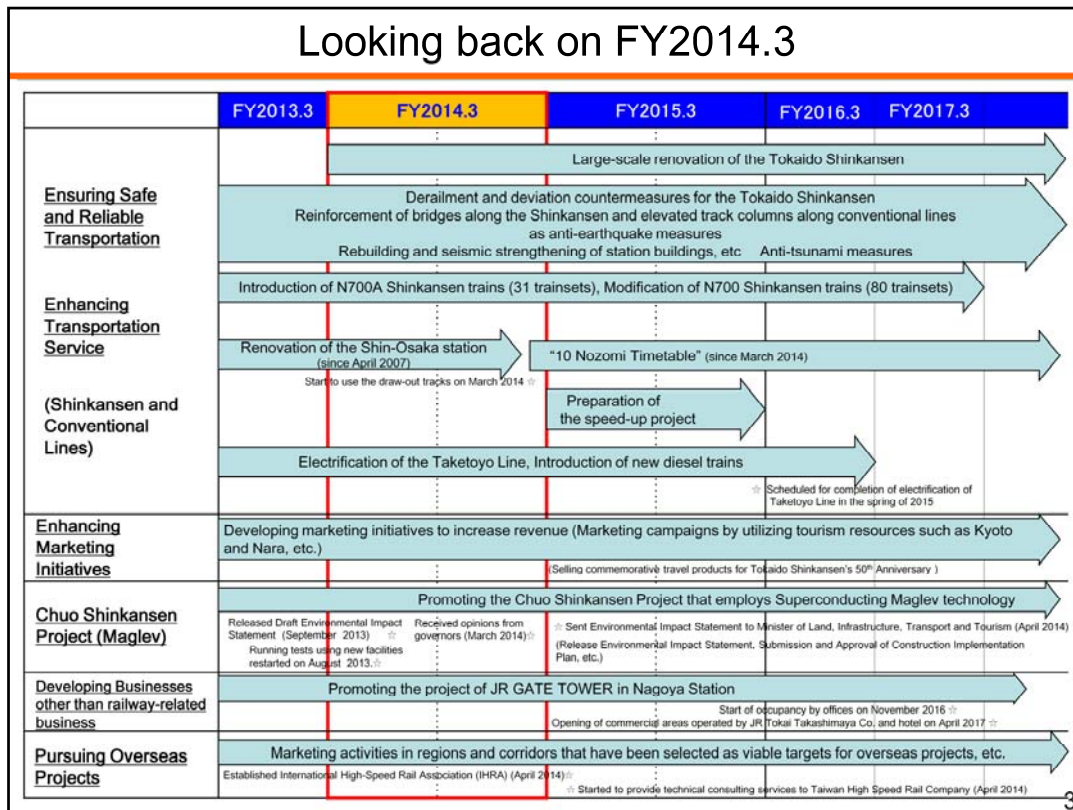 Looking back on FY2014.3
FY2013.3
FY2014.3
FY2015.3
FY2016.3
FY2017.3
Ensuring Safe
and Reliable
Transportation
Large-scale renovation of the Tokaido Shinkansen
Derailment and deviation countermeasures for the Tokaido Shinkansen
Reinforcement of bridges along the Shinkansen and elevated track columns along conventional lines
as anti-earthquake measures
Rebuilding and seismic strengthening of station buildings, etc Anti-tsunami measures
Enhancing
Transportation
Service
(Shinkansen and
Conventional
Lines)
Introduction of N700A Shinkansen trains (31 trainsets), Modification of N700 Shinkansen trains (80 trainsets)
Renovation of the Shin-Osaka station
(since April 2007)
Start to use the draw-out tracks on March 2014 ☆
“10 Nozomi Timetable” (since March 2014)
Preparation of
the speed-up project
Electrification of the Taketoyo Line, Introduction of new diesel trains
☆ Scheduled for completion of electrification of
Taketoyo Line in the spring of 2015
Enhancing
Marketing
Initiatives
Developing marketing initiatives to increase revenue (Marketing campaigns by utilizing tourism resources such as Kyoto
and Nara, etc.)
(Selling commemorative travel products for Tokaido Shinkansen’s 50th Anniversary )
Chuo Shinkansen
Project (Maglev)
Promoting the Chuo Shinkansen Project that employs Superconducting Maglev technology
Released Draft Environmental Impact
Statement (September 2013) ☆
Running tests using new facilities
restarted on August 2013.☆
Received opinions from
governors (March 2014)☆
☆ Sent Environmental Impact Statement to Minister of Land, Infrastructure, Transport and Tourism (April 2014)
(Release Environmental Impact Statement, Submission and Approval of Construction Implementation
Plan, etc.)
Developing Businesses
other than railway-related
business
Promoting the project of JR GATE TOWER in Nagoya Station
Start of occupancy by offices on November 2016 ☆
Opening of commercial areas operated by JR Tokai Takashimaya Co. and hotel on April 2017 ☆
Pursuing Overseas
Projects
Marketing activities in regions and corridors that have been selected as viable targets for overseas projects, etc.
Established International High-Speed Rail Association (IHRA) (April 2014)☆
☆ Started to provide technical consulting services to Taiwan High Speed Rail Company (April 2014)
3